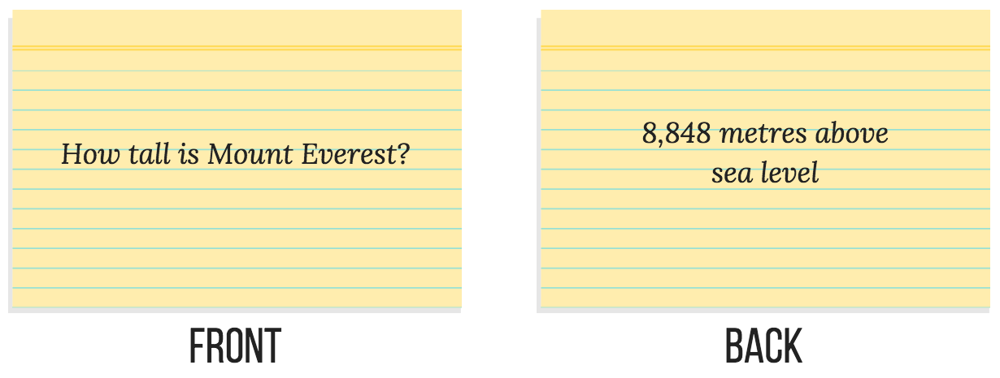 How tall is Mount Everest?
8,848 metres above
sea level
FRONT
BACK